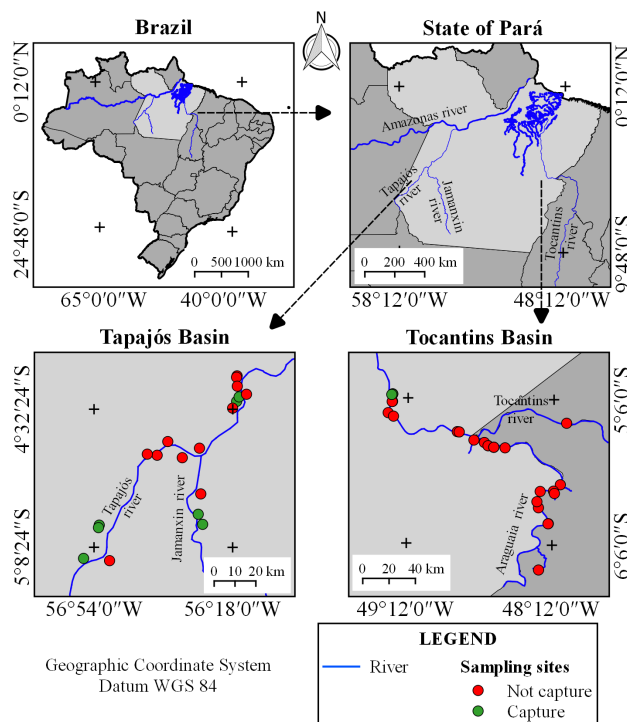 Brazil
N
State of Pará
0°12'0"N
24°48'0"S
0 500 1000 km
65°0'0"W 40°0'0"W
Amazonas river
Tapajós river
Jamanxin river
Tocantins river
0 200 400 km
0°12'0"N
9°48'0"S
58°12'0"W 48°12'0"W
Tapajós Basin
4°32'24"S
5°8'24"S
Tapajós river
Jamanxin river
0 10 20 km
56°54'0"W 56°18'0"W
Tocantins Basin
Tocantins river
Araguaia river
5°6'0"S
6°6'0"S
0 20 40 km
49°12'0"W 48°12'0"W
Geographic Coordinate System
Datum WGS 84
LEGEND
River
Sampling sites
Not capture
Capture